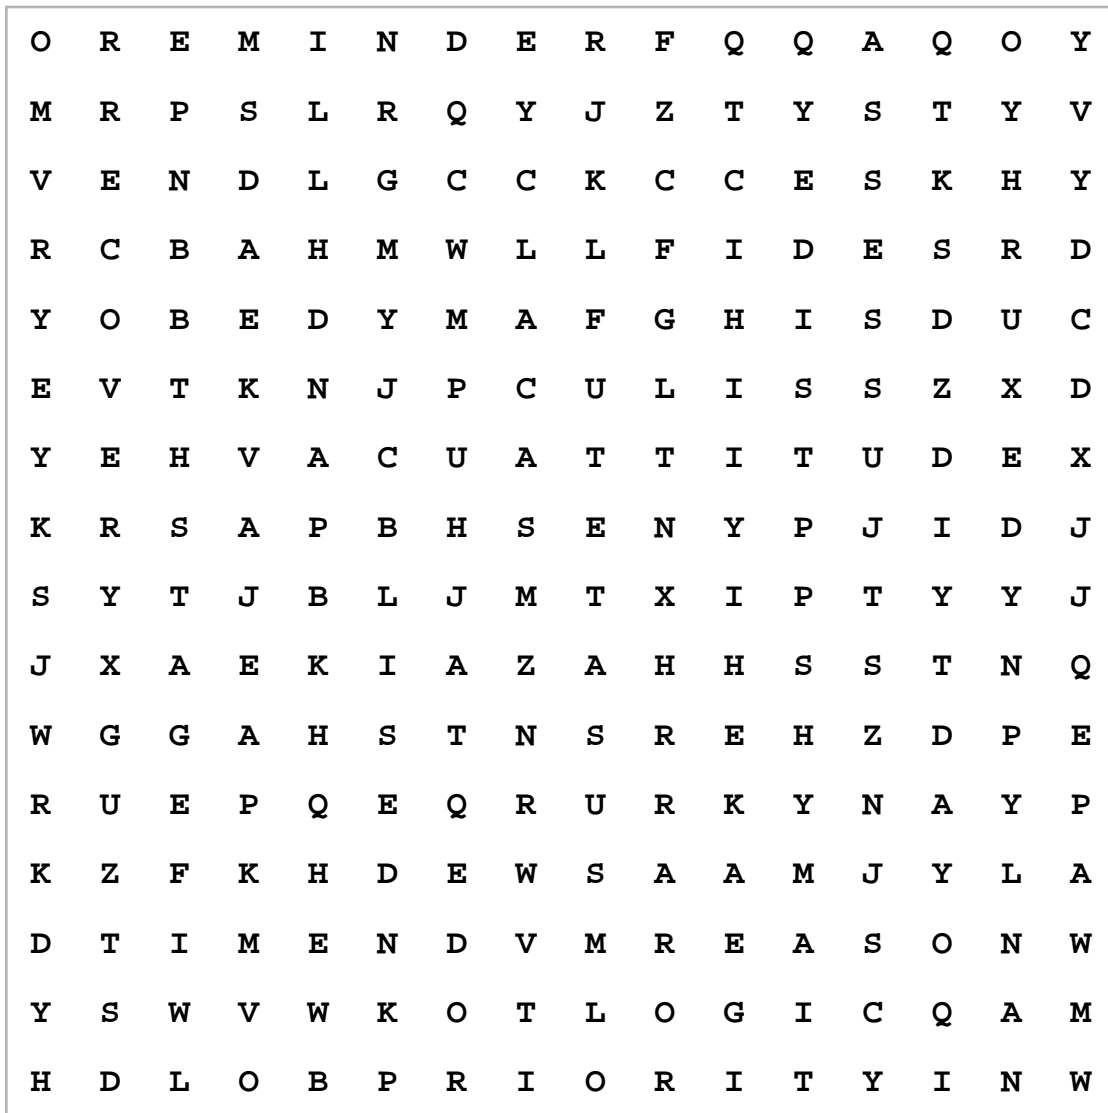 O R E M I N D E R F Q Q A Q O Y
M R P S L R Q Y J Z T Y S T Y V
V E N D L G C C K C C E S K H Y
R C B A H M W L L F I D E S R D
Y O B E D Y M A F G H I S D U C
E V T K N J P C U L I S S Z X D
Y E H V A C U A T T I T U D E X
K R S A P B H S E N Y P J I D J
S Y T J B L J M T X I P T Y Y J
J X A E K I A Z A H H S S T N Q
W G G A H S T N S R E H Z D P E
R U E P Q E Q R U R K Y N A Y P
K Z F K H D E W S A A M J Y L A
D T I M E N D V M R E A S O N W
Y S W V W K O T L O G I C Q A M
H D L O B P R I O R I T Y I N W